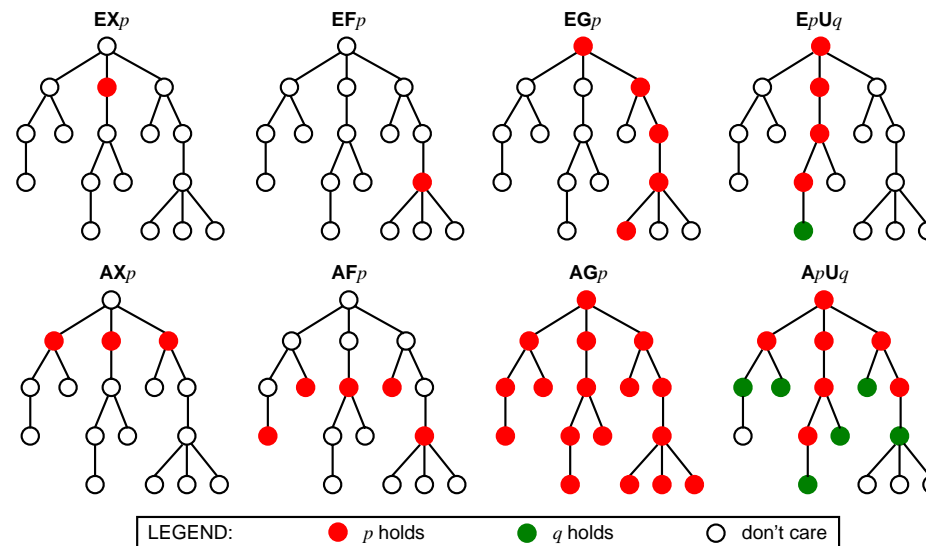 EXp EFp EGp EpUq
AXp AFp AGp ApUq
LEGEND: p holds q holds don't care